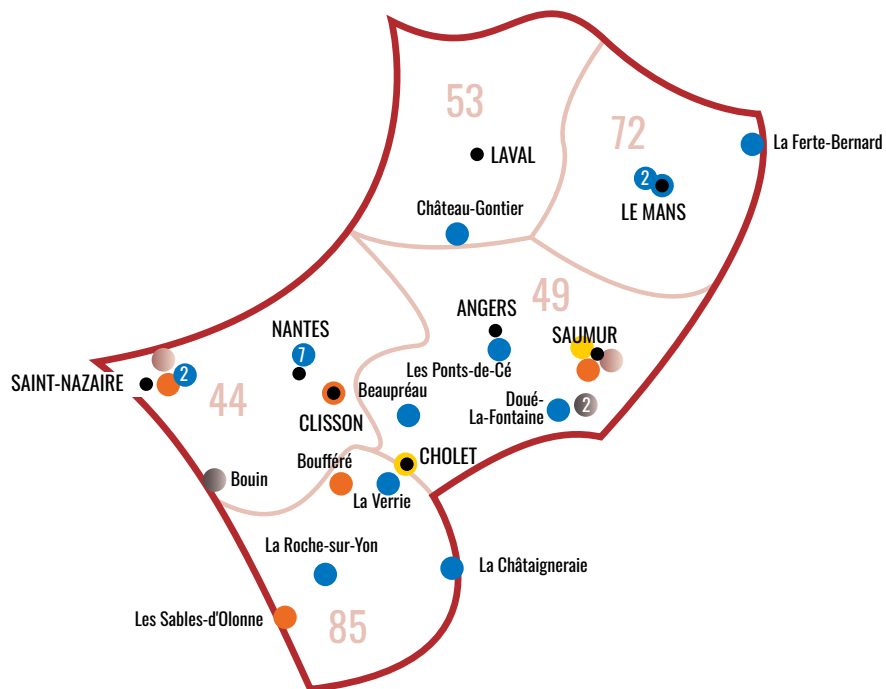 53
72
La Ferte-Bernard
LAVAL
2
LE MANS
Château-Gontier
49
ANGERS
NANTES
SAUMUR
7
Les Ponts-de-Cé
SAINT-NAZAIRE
2
44
Beaupréau
Doué-
La-Fontaine
2
CLISSON
CHOLET
Boufféré
Bouin
La Verrie
La Roche-sur-Yon
La Châtaigneraie
Les Sables-d'Olonne
85